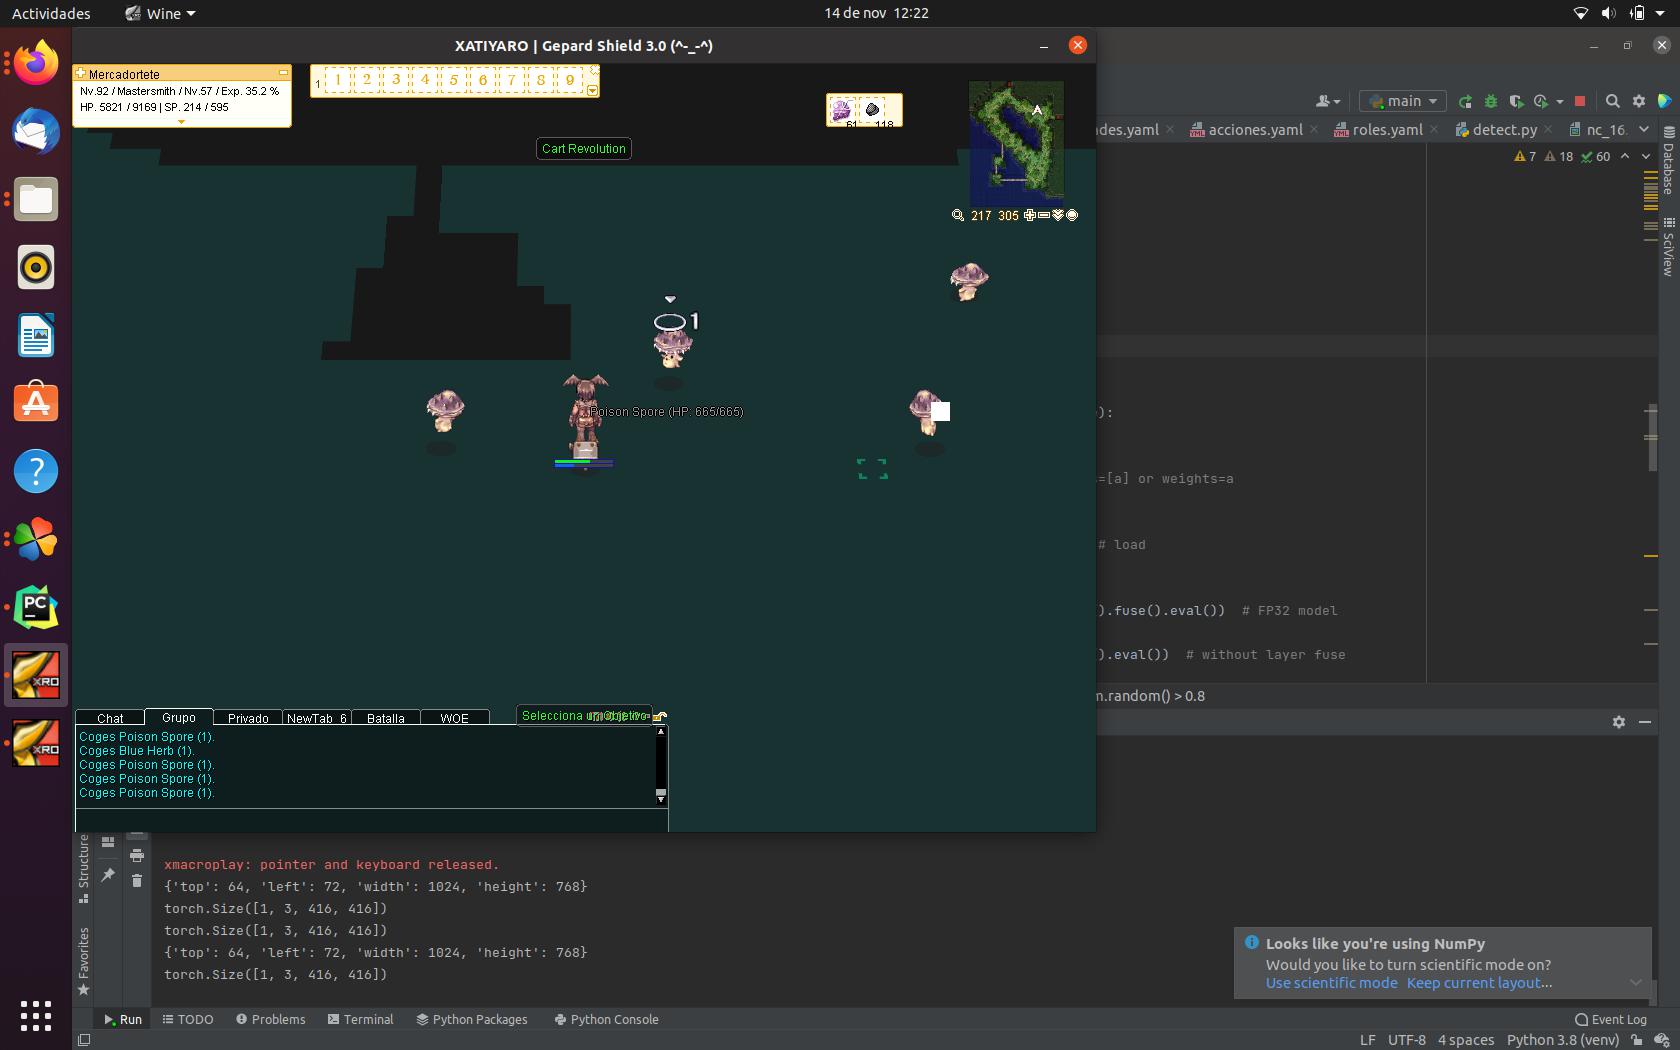 Actividades
Wine
14 de nov 12:22
XATIYARO | Gepard Shield 3.0 (^-_-^)
Mercadortete
Nv.92 / Mastersmith / Nv.57 / Exp. 35.2 %
HP. 5821 / 9169 | SP. 214 / 595
1 1 2 3 4 5 6 7 8 9
61 118
Cart Revolution
217 305
1
Poison Spore (HP: 665/665)
main
des.yaml
acciones.yaml
roles.yaml
detect.py
nc_16.
7 18 60
Database
SciView
):
=[a] or weights=a
# load
).fuse().eval()) # FP32 model
).eval()) # without layer fuse
m.random() > 0.8
Chat Grupo Privado NewTab_6 Batalla WOE
Selecciona un objetivo
Coges Poison Spore (1).
Coges Blue Herb (1).
Coges Poison Spore (1).
Coges Poison Spore (1).
Coges Poison Spore (1).
PC
XRO
XRO
Structure
Favorites
xmacroplay: pointer and keyboard released.
{'top': 64, 'left': 72, 'width': 1024, 'height': 768}
torch.Size([1, 3, 416, 416])
torch.Size([1, 3, 416, 416])
{'top': 64, 'left': 72, 'width': 1024, 'height': 768}
torch.Size([1, 3, 416, 416])
Looks like you're using NumPy
Would you like to turn scientific mode on?
Use scientific mode Keep current layout...
Run TODO Problems Terminal Python Packages Python Console
Event Log
LF UTF-8 4 spaces Python 3.8 (venv)